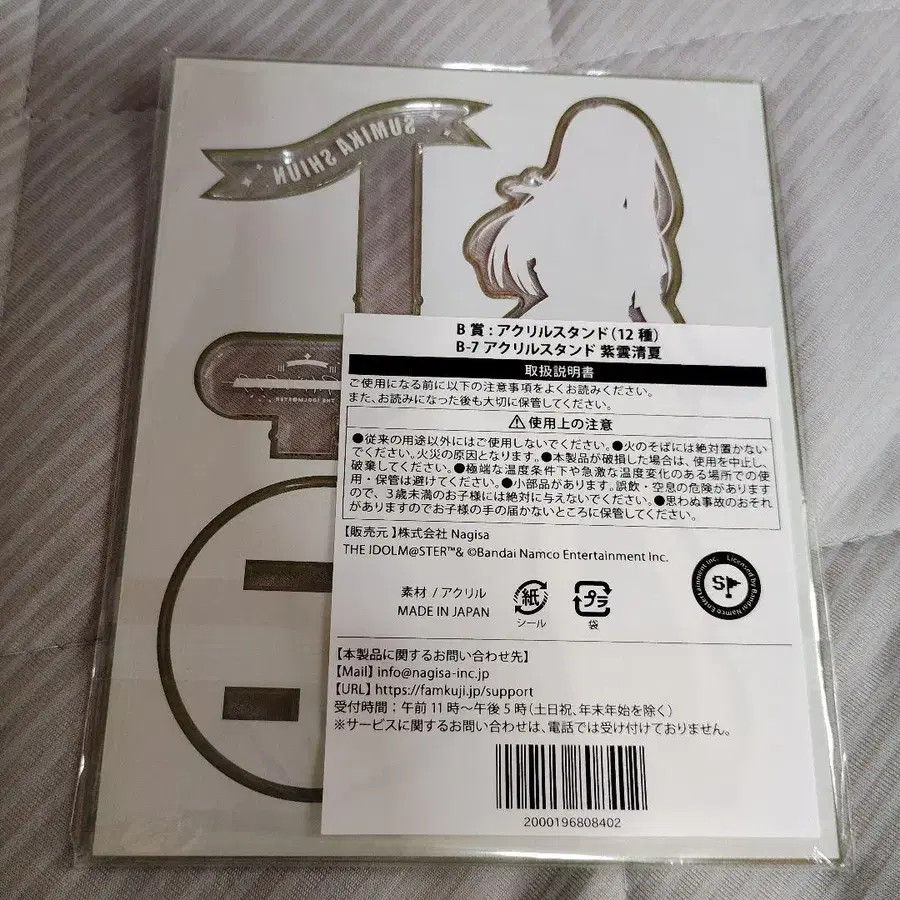 SUMIKA SHIUN
THE IDOLM@STER
B 賞 : アクリルスタンド（12 種）
B-7 アクリルスタンド 紫雲清夏
取扱説明書
ご使用になる前に以下の注意事項をよくお読みください。
また、お読みになった後も大切に保管してください。
⚠使用上の注意
●従来の用途以外にはご使用しないでください。●火のそばには絶対置かない
でください。火災の原因となります。●本製品が破損した場合は、使用を中止し、
破棄してください。●極端な温度条件下や急激な温度変化のある場所での使
用・保管は避けてください。●小部品があります。誤飲・窒息の危険があります
ので、3歳未満のお子様には絶対に与えないでください。●思わぬ事故のおそれ
がありますのでお子様の手の届かないところに保管してください。
【販売元】株式会社 Nagisa
THE IDOLM@STER™& ©Bandai Namco Entertainment Inc.
素材 / アクリル
MADE IN JAPAN
紙
シール
プラ
袋
Licensed by Bandai Namco Entertainment Inc.
S
【本製品に関するお問い合わせ先】
【Mail】info@nagisa-inc.jp
【URL】https://famkuji.jp/support
受付時間：午前 11 時〜午後 5 時（土日祝、年末年始を除く）
※サービスに関するお問い合わせは、電話では受け付けておりません。
2000196808402